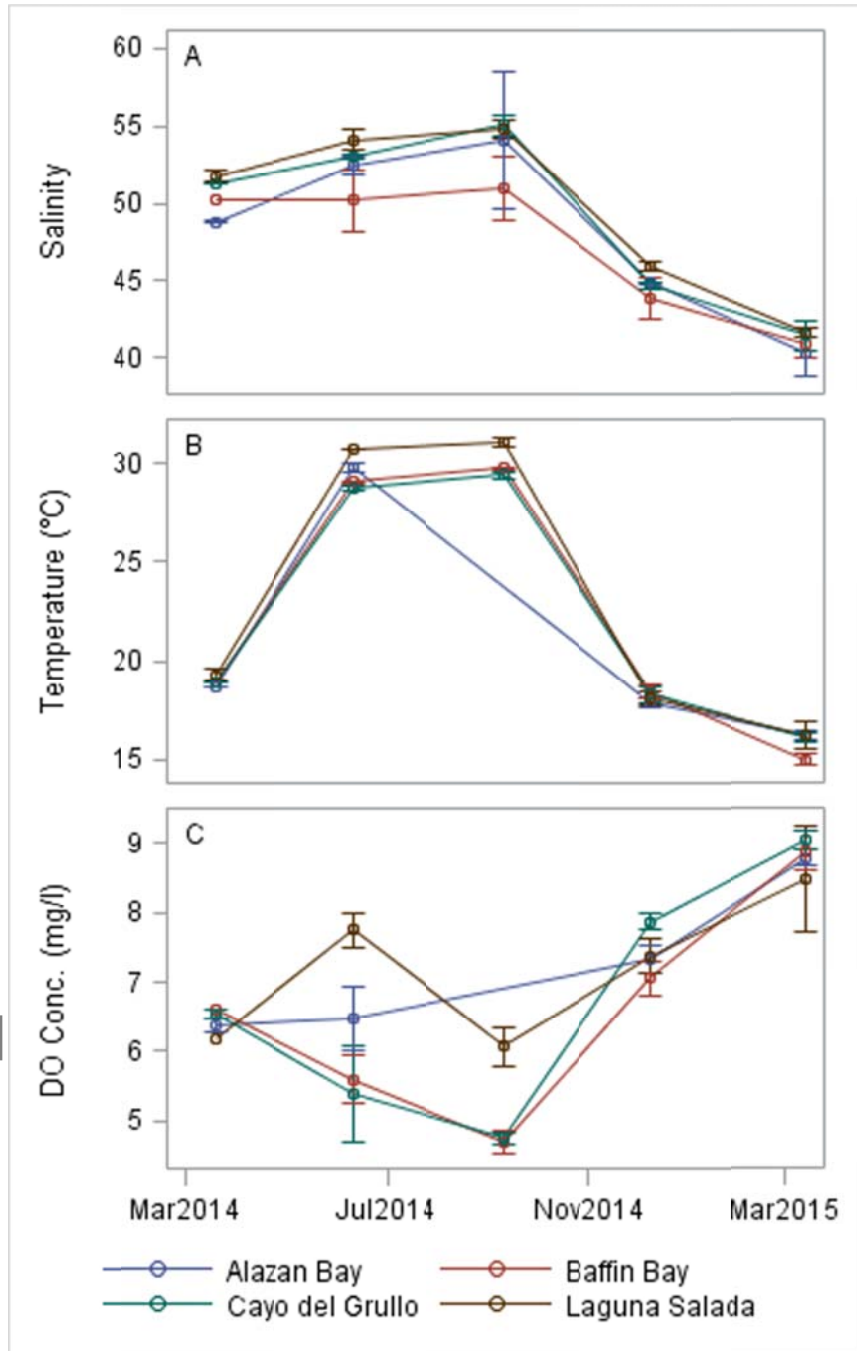 A
60
55
50
45
40
Salinity
B
30
25
20
15
Temperature (°C)
C
9
8
7
6
5
DO Conc. (mg/l)
Mar2014 Jul2014 Nov2014 Mar2015
Alazan Bay Baffin Bay
Cayo del Grullo Laguna Salada